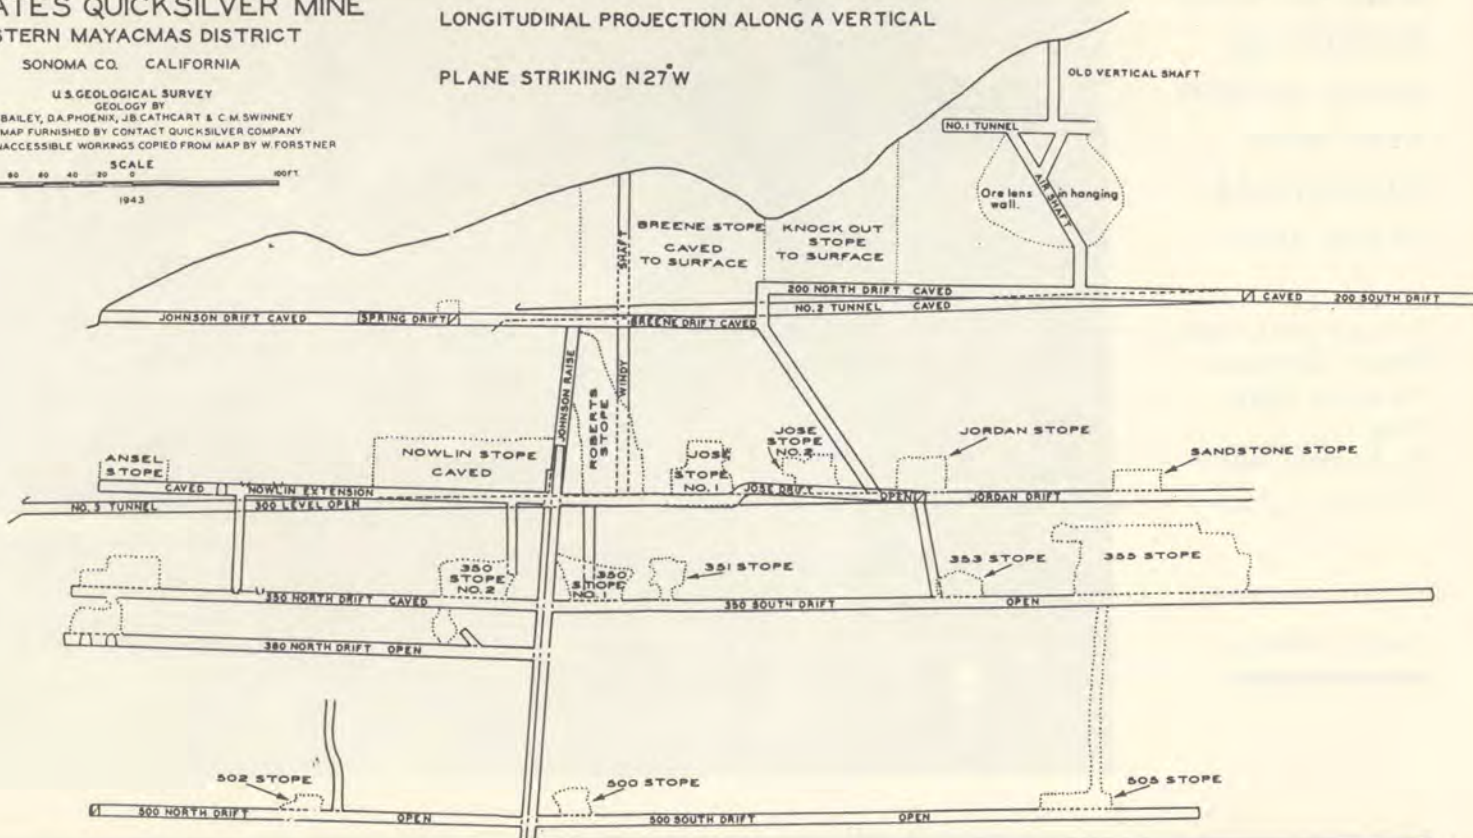 ATES QUICKSILVER MINE
STERN MAYACMAS DISTRICT
SONOMA CO. CALIFORNIA
U.S. GEOLOGICAL SURVEY
GEOLOGY BY
BAILEY, D.A. PHOENIX, J.B. CATHCART & C.M. SWINNEY
MAP FURNISHED BY CONTACT QUICKSILVER COMPANY
NACCESSIBLE WORKINGS COPIED FROM MAP BY W. FORSTNER
SCALE
80 60 40 20 0 100 FT.
1943
LONGITUDINAL PROJECTION ALONG A VERTICAL
PLANE STRIKING N 27° W
OLD VERTICAL SHAFT
NO. 1 TUNNEL
AIR SHAFT
Ore lens in hanging
wall.
BREENE STOPE
CAVED
TO SURFACE
KNOCK OUT
STOPE
TO SURFACE
WINDY SHAFT
200 NORTH DRIFT CAVED
CAVED 200 SOUTH DRIFT
NO. 2 TUNNEL CAVED
JOHNSON DRIFT CAVED
SPRING DRIFT
BREENE DRIFT CAVED
JOHNSON RAISE
ROBERTS
STOPE
ANSEL
STOPE
NOWLIN STOPE
CAVED
JOSE
STOPE
NO. 1
JOSE
STOPE
NO. 2
JORDAN STOPE
SANDSTONE STOPE
CAVED
NOWLIN EXTENSION
JOSE DRIFT
OPEN
JORDAN DRIFT
NO. 3 TUNNEL
300 LEVEL OPEN
350
STOPE
NO. 2
350
STOPE
NO. 1
351 STOPE
353 STOPE
355 STOPE
350 NORTH DRIFT CAVED
350 SOUTH DRIFT
OPEN
380 NORTH DRIFT OPEN
502 STOPE
500 STOPE
505 STOPE
500 NORTH DRIFT
OPEN
500 SOUTH DRIFT
OPEN